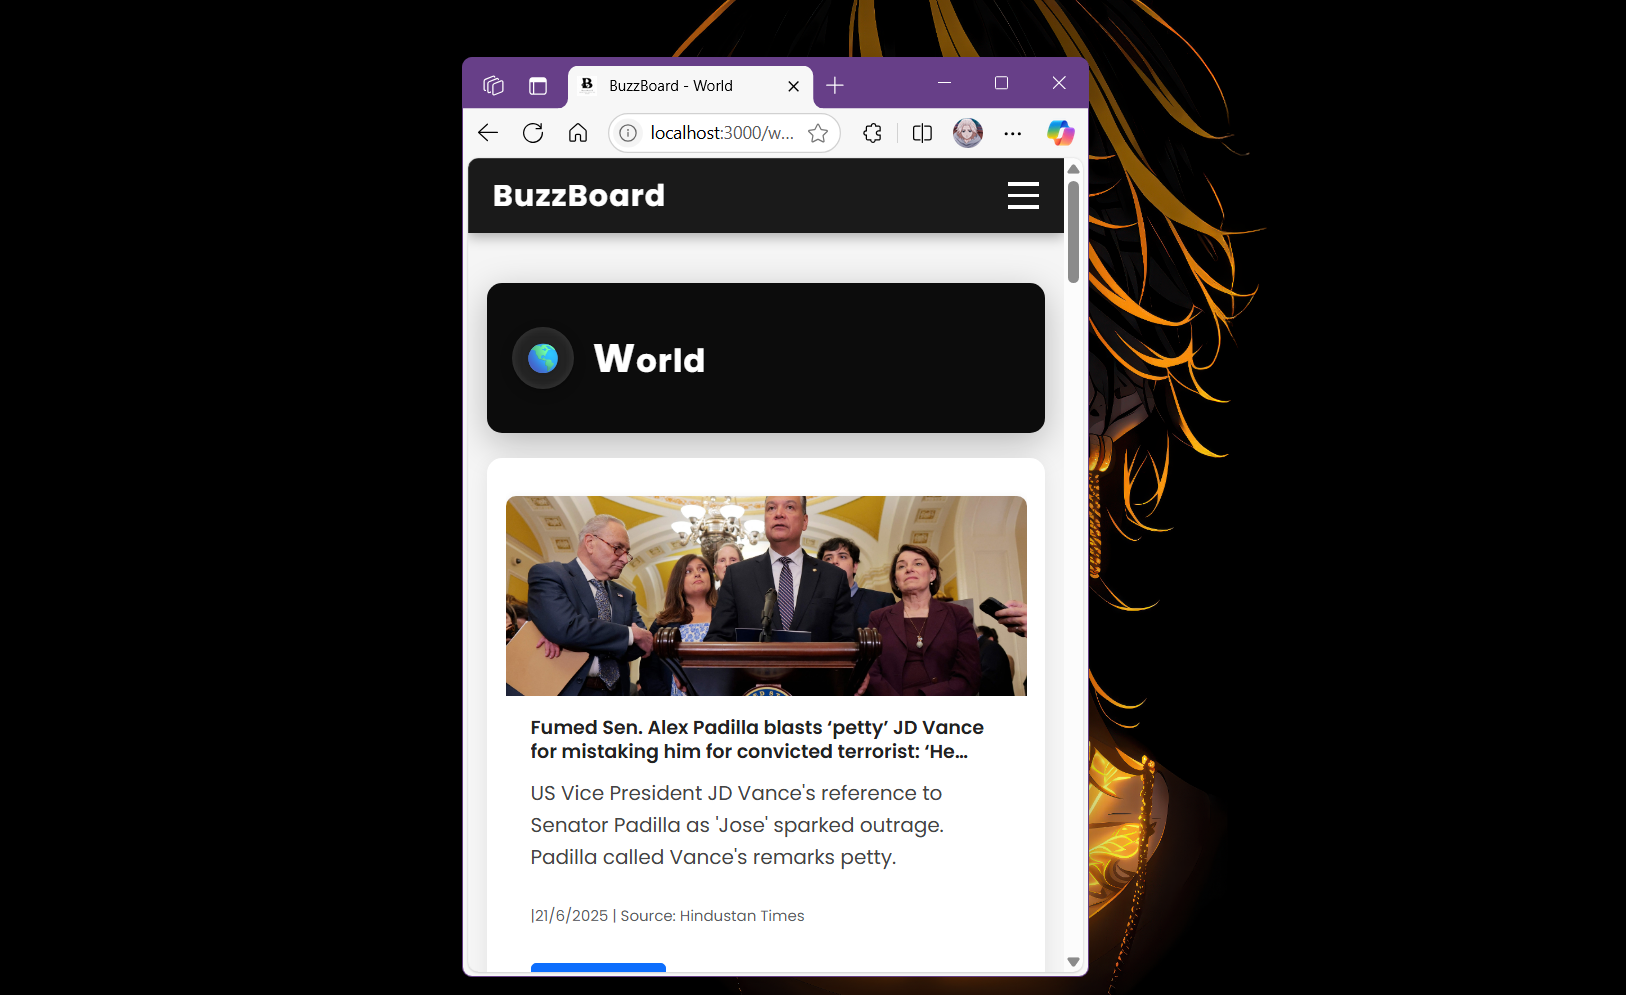 BuzzBoard - World
localhost:3000/w...
BuzzBoard
World
Fumed Sen. Alex Padilla blasts ‘petty’ JD Vance
for mistaking him for convicted terrorist: ‘He...
US Vice President JD Vance's reference to
Senator Padilla as 'Jose' sparked outrage.
Padilla called Vance's remarks petty.
|21/6/2025 | Source: Hindustan Times